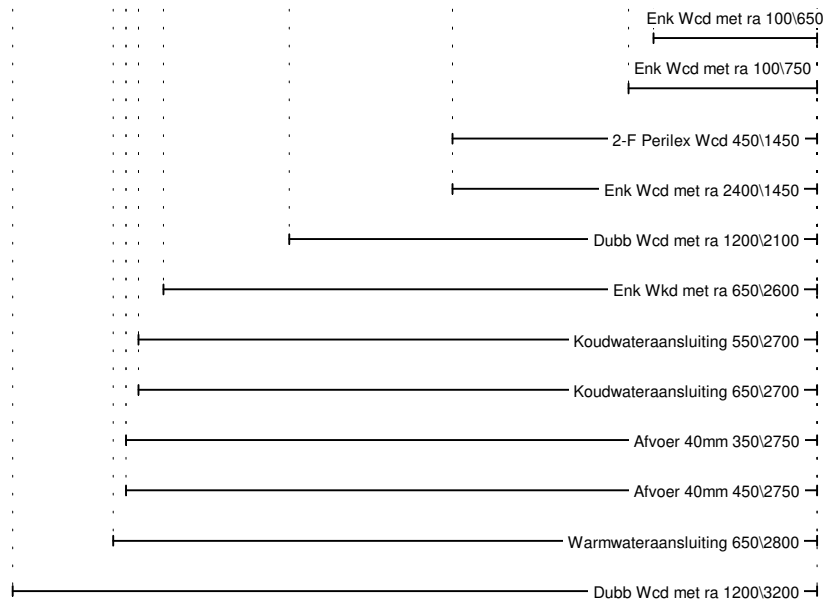 Enk Wcd met ra 100\650
Enk Wcd met ra 100\750
2-F Perilex Wcd 450\1450
Enk Wcd met ra 2400\1450
Dubb Wcd met ra 1200\2100
Enk Wkd met ra 650\2600
Koudwateraansluiting 550\2700
Koudwateraansluiting 650\2700
Afvoer 40mm 350\2750
Afvoer 40mm 450\2750
Warmwateraansluiting 650\2800
Dubb Wcd met ra 1200\3200